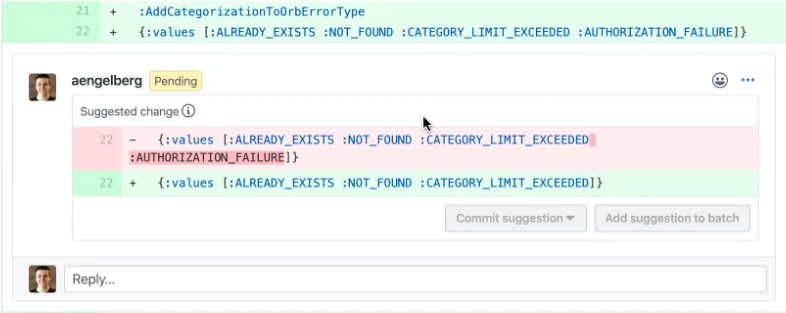 21 + :AddCategorizationToOrbErrorType
22 + {:values [:ALREADY_EXISTS :NOT_FOUND :CATEGORY_LIMIT_EXCEEDED :AUTHORIZATION_FAILURE]}
aengelberg Pending
Suggested change
22 - {:values [:ALREADY_EXISTS :NOT_FOUND :CATEGORY_LIMIT_EXCEEDED
:AUTHORIZATION_FAILURE]}
22 + {:values [:ALREADY_EXISTS :NOT_FOUND :CATEGORY_LIMIT_EXCEEDED]}
Commit suggestion Add suggestion to batch
Reply...